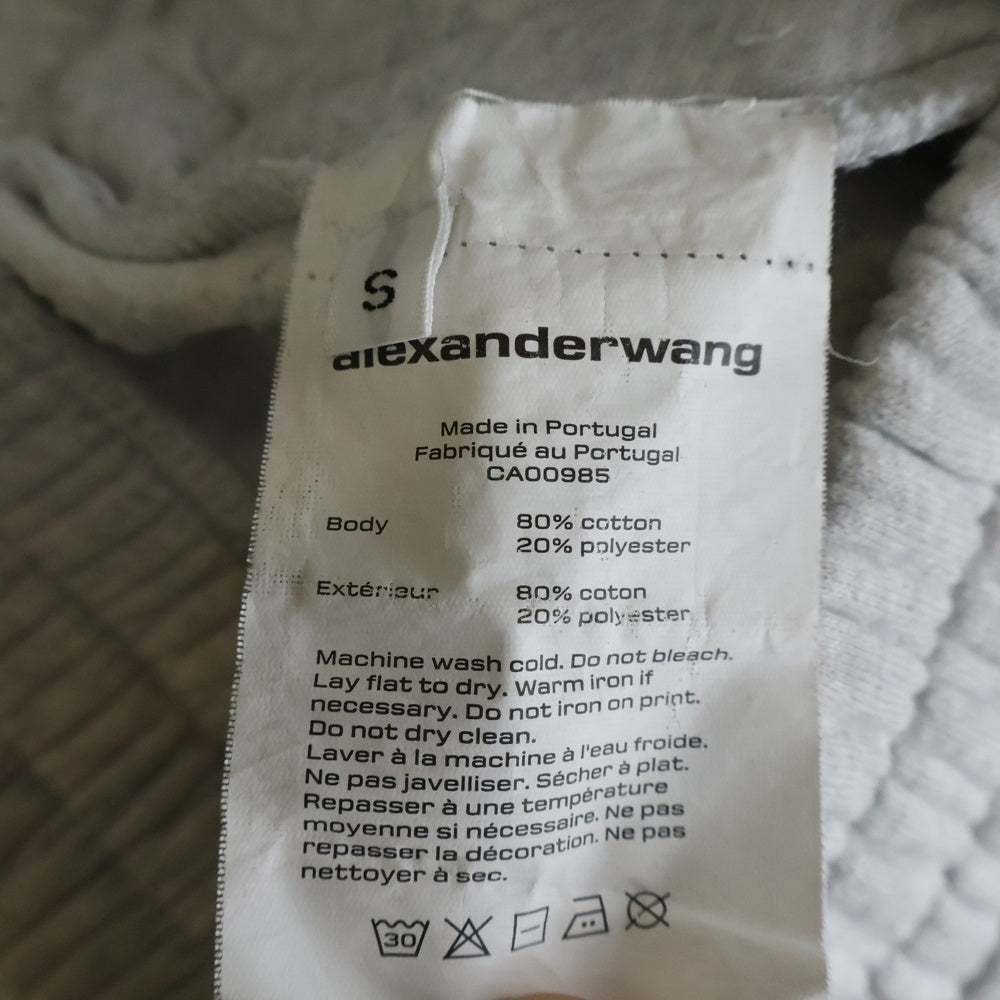 S
alexanderwang
Made in Portugal
Fabriqué au Portugal
CA00985
Body 80% cotton
20% polyester
Extérieur 80% coton
20% polyester
Machine wash cold. Do not bleach.
Lay flat to dry. Warm iron if
necessary. Do not iron on print.
Do not dry clean.
Laver à la machine à l'eau froide.
Ne pas javelliser. Sécher à plat.
Repasser à une température
moyenne si nécessaire. Ne pas
repasser la décoration. Ne pas
nettoyer à sec.
30